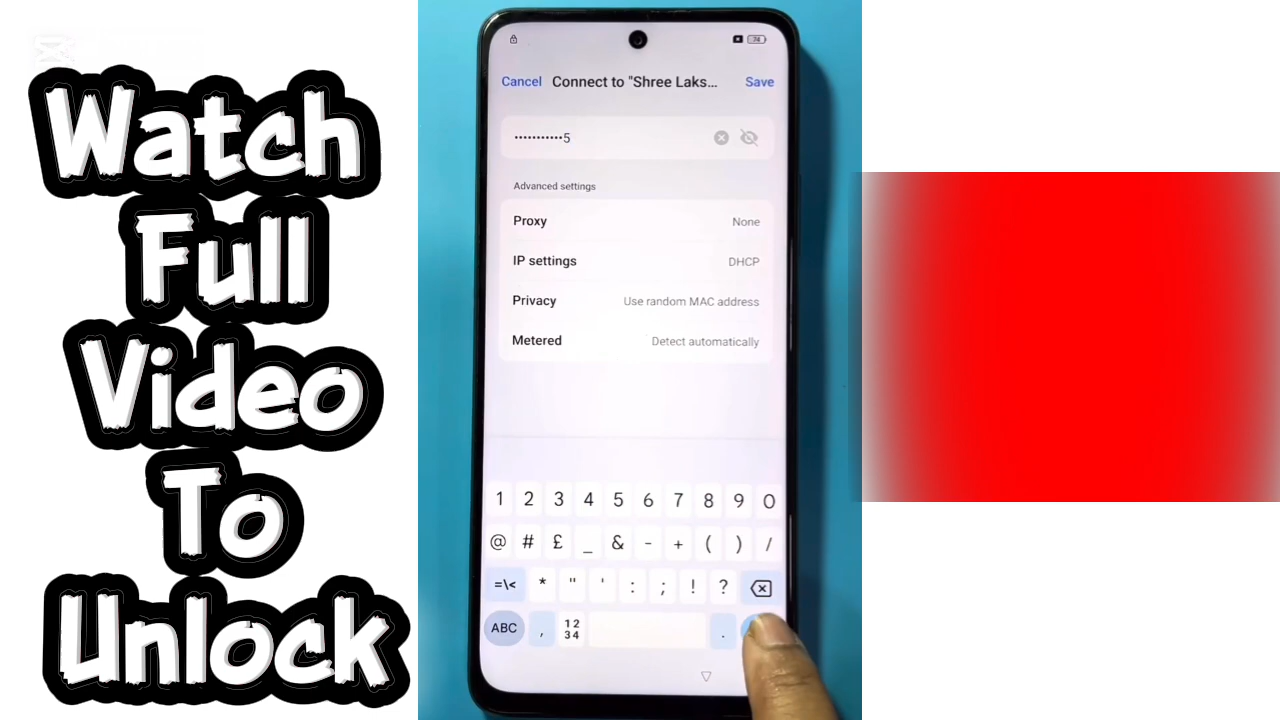 Watch
Full
Video
To
Unlock
Cancel Connect to "Shree Laks... Save
•••••••••••5
Advanced settings
Proxy None
IP settings DHCP
Privacy Use random MAC address
Metered Detect automatically
1 2 3 4 5 6 7 8 9 0
@ # £ _ & - + ( ) /
=\< * " ' : ; ! ?
ABC , 12 34 .